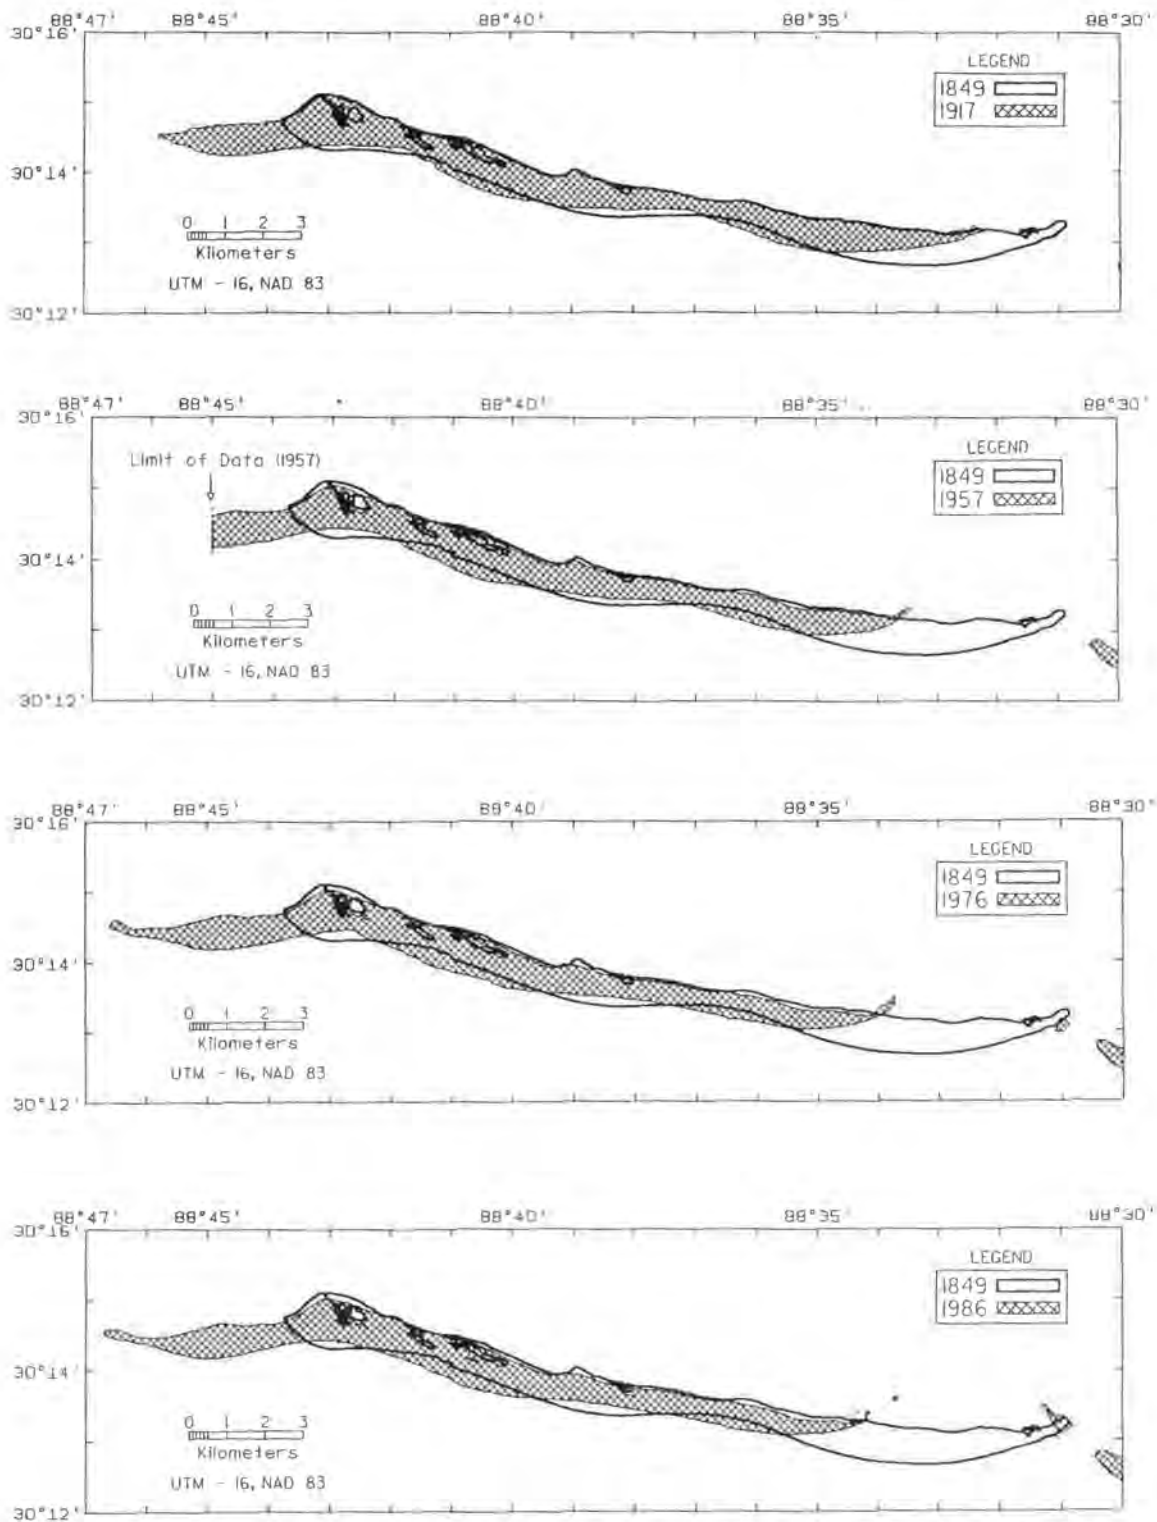 88°47' 88°45' 88°40' 88°35' 88°30'
30°16'
LEGEND
1849
1917
30°14'
0 1 2 3
Kilometers
UTM - 16, NAD 83
30°12'
88°47' 88°45' 88°40' 88°35' 88°30'
30°16'
Limit of Data (1957)
LEGEND
1849
1957
30°14'
0 1 2 3
Kilometers
UTM - 16, NAD 83
30°12'
88°47' 88°45' 88°40' 88°35' 88°30'
30°16'
LEGEND
1849
1976
30°14'
0 1 2 3
Kilometers
UTM - 16, NAD 83
30°12'
88°47' 88°45' 88°40' 88°35' 88°30'
30°16'
LEGEND
1849
1986
30°14'
0 1 2 3
Kilometers
UTM - 16, NAD 83
30°12'